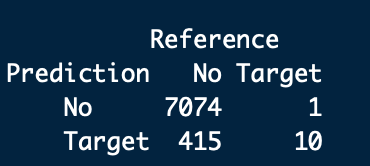 Reference
Prediction No Target
No 7074 1
Target 415 10